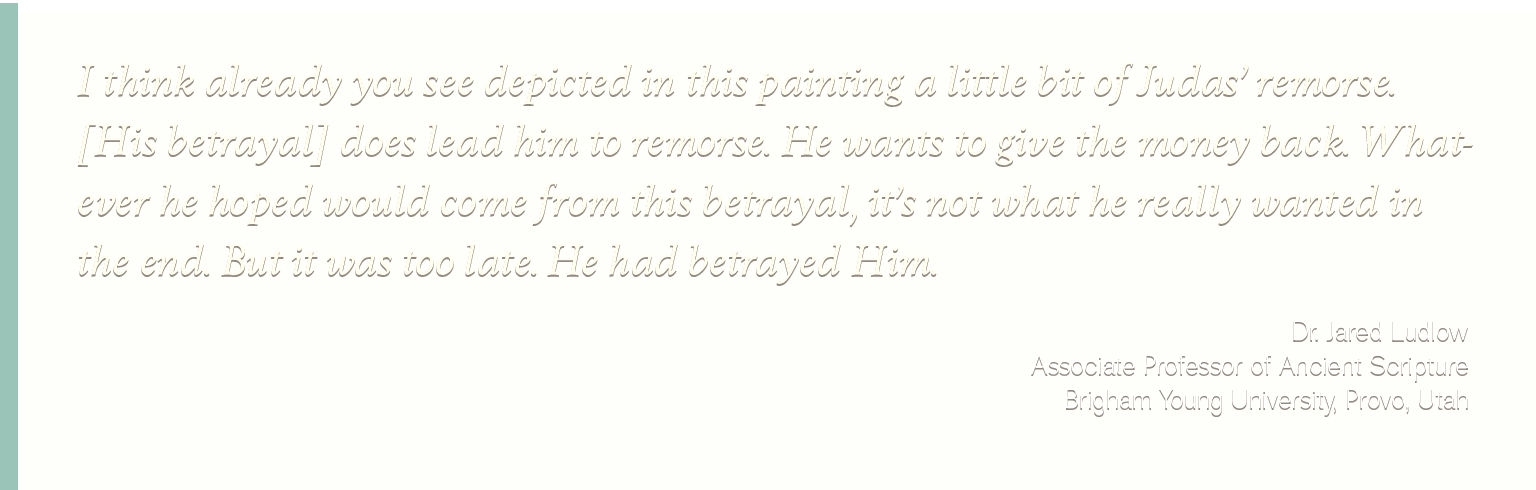 I think already you see depicted in this painting a little bit of Judas’ remorse.
[His betrayal] does lead him to remorse. He wants to give the money back. What-
ever he hoped would come from this betrayal, it’s not what he really wanted in
the end. But it was too late. He had betrayed Him.
Dr. Jared Ludlow
Associate Professor of Ancient Scripture
Brigham Young University, Provo, Utah